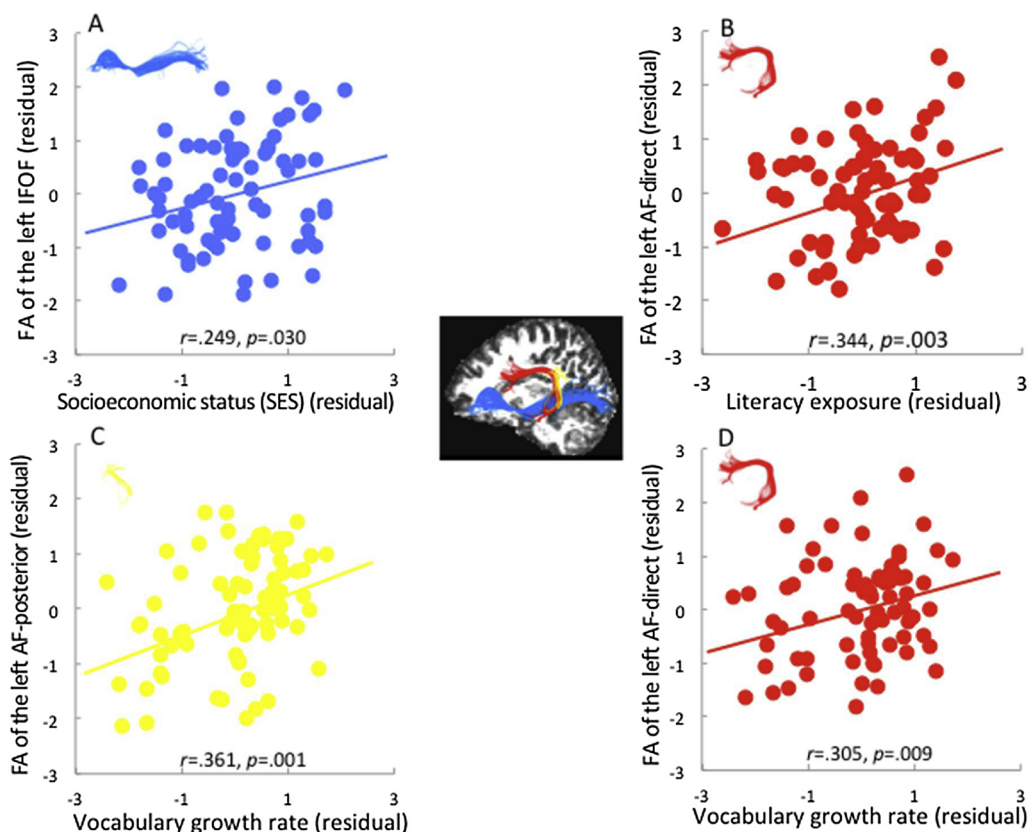 A
FA of the left IFOF (residual)
3
2
1
0
-1
-2
-3
r=.249, p=.030
-3
-1
1
3
Socioeconomic status (SES) (residual)
B
FA of the left AF-direct (residual)
3
2
1
0
-1
-2
-3
r=.344, p=.003
-3
-1
1
3
Literacy exposure (residual)
C
FA of the left AF-posterior (residual)
3
2
1
0
-1
-2
-3
r=.361, p=.001
-3
-1
1
3
Vocabulary growth rate (residual)
D
FA of the left AF-direct (residual)
3
2
1
0
-1
-2
-3
r=.305, p=.009
-3
-1
1
3
Vocabulary growth rate (residual)